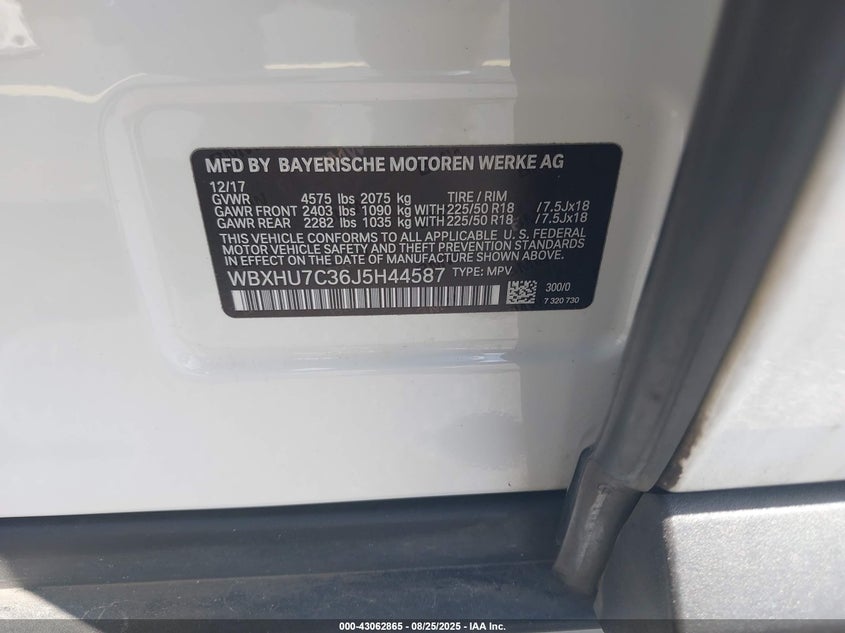 MFD BY BAYERISCHE MOTOREN WERKE AG
12/17
GVWR 4575 lbs 2075 kg TIRE / RIM
GAWR FRONT 2403 lbs 1090 kg WITH 225/50 R18 /7.5Jx18
GAWR REAR 2282 lbs 1035 kg WITH 225/50 R18 /7.5Jx18
THIS VEHICLE CONFORMS TO ALL APPLICABLE U. S. FEDERAL
MOTOR VEHICLE SAFETY AND THEFT PREVENTION STANDARDS
IN EFFECT ON THE DATE OF MANUFACTURE SHOWN ABOVE.
WBXHU7C36J5H44587 TYPE: MPV
300/0
7 320 730
000-43062865 - 08/25/2025 - IAA Inc.